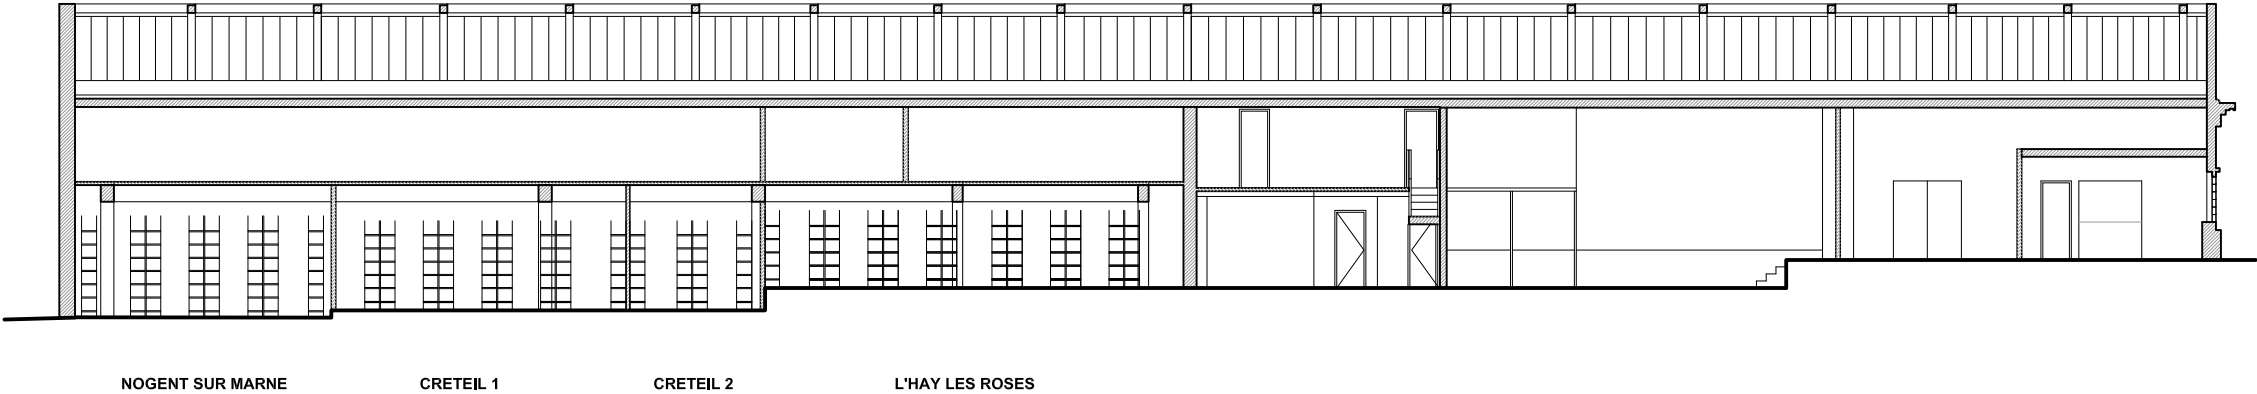 NOGENT SUR MARNE CRETEIL 1 CRETEIL 2 L'HAY LES ROSES